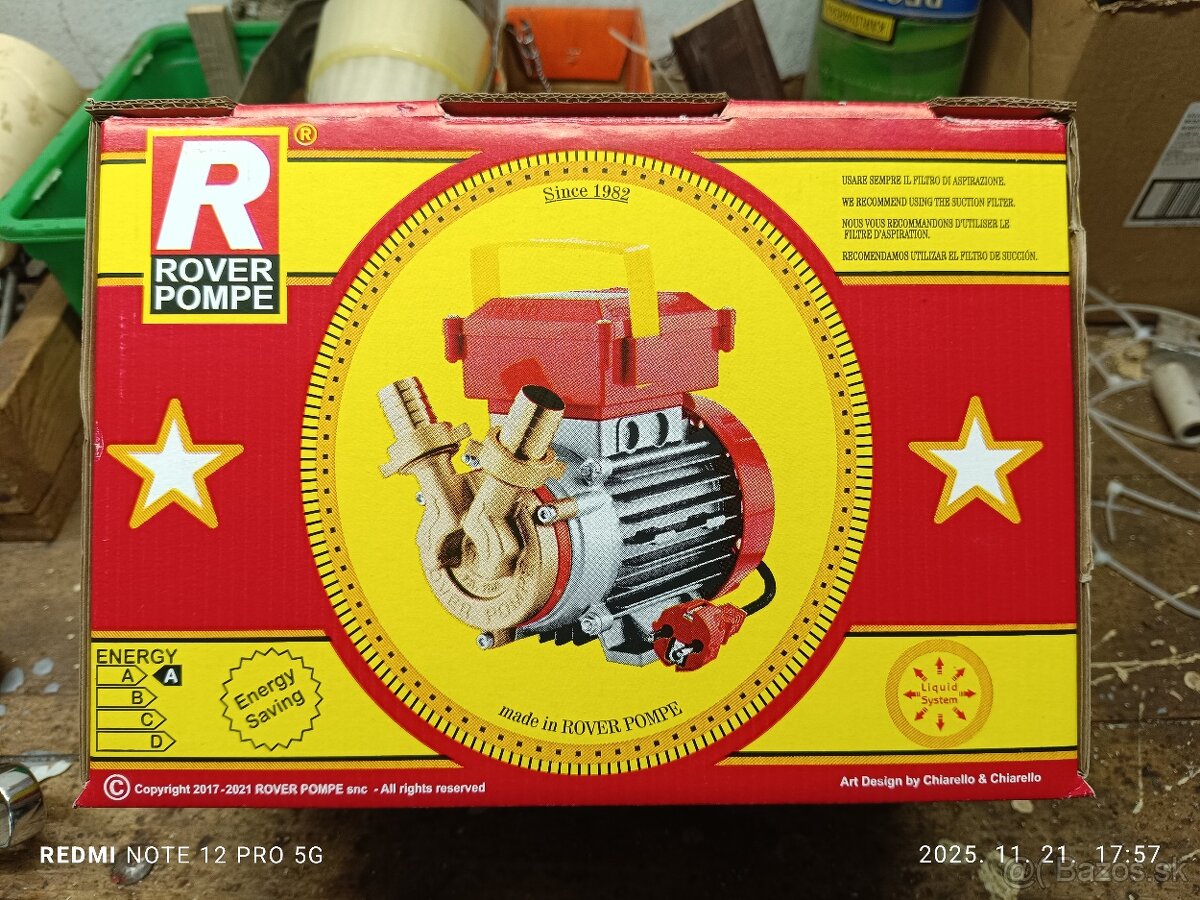 R
®
ROVER
POMPE
Since 1982
USARE SEMPRE IL FILTRO DI ASPIRAZIONE.
WE RECOMMEND USING THE SUCTION FILTER.
NOUS VOUS RECOMMANDONS D'UTILISER LE
FILTRE D'ASPIRATION.
RECOMENDAMOS UTILIZAR EL FILTRO DE SUCCIÓN.
ENERGY
A
A
B
C
D
Energy
Saving
made in ROVER POMPE
Liquid
System
© Copyright 2017-2021 ROVER POMPE snc - All rights reserved
Art Design by Chiarello & Chiarello
REDMI NOTE 12 PRO 5G
2025. 11. 21. 17:57
Bazos.sk